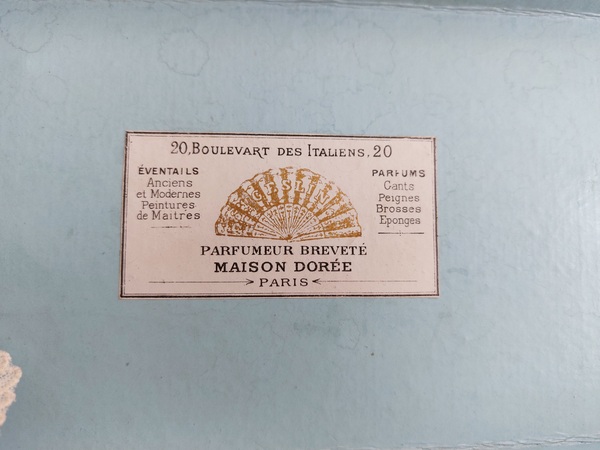 20, BOULEVART DES ITALIENS, 20
ÉVENTAILS
Anciens
et Modernes
Peintures
de Maitres
GESLIN
PARFUMS
Gants
Peignes
Brosses
Eponges
PARFUMEUR BREVETÉ
MAISON DORÉE
PARIS